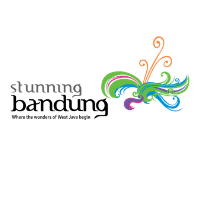 stunning
bandung
Where the wonders of West Java begin